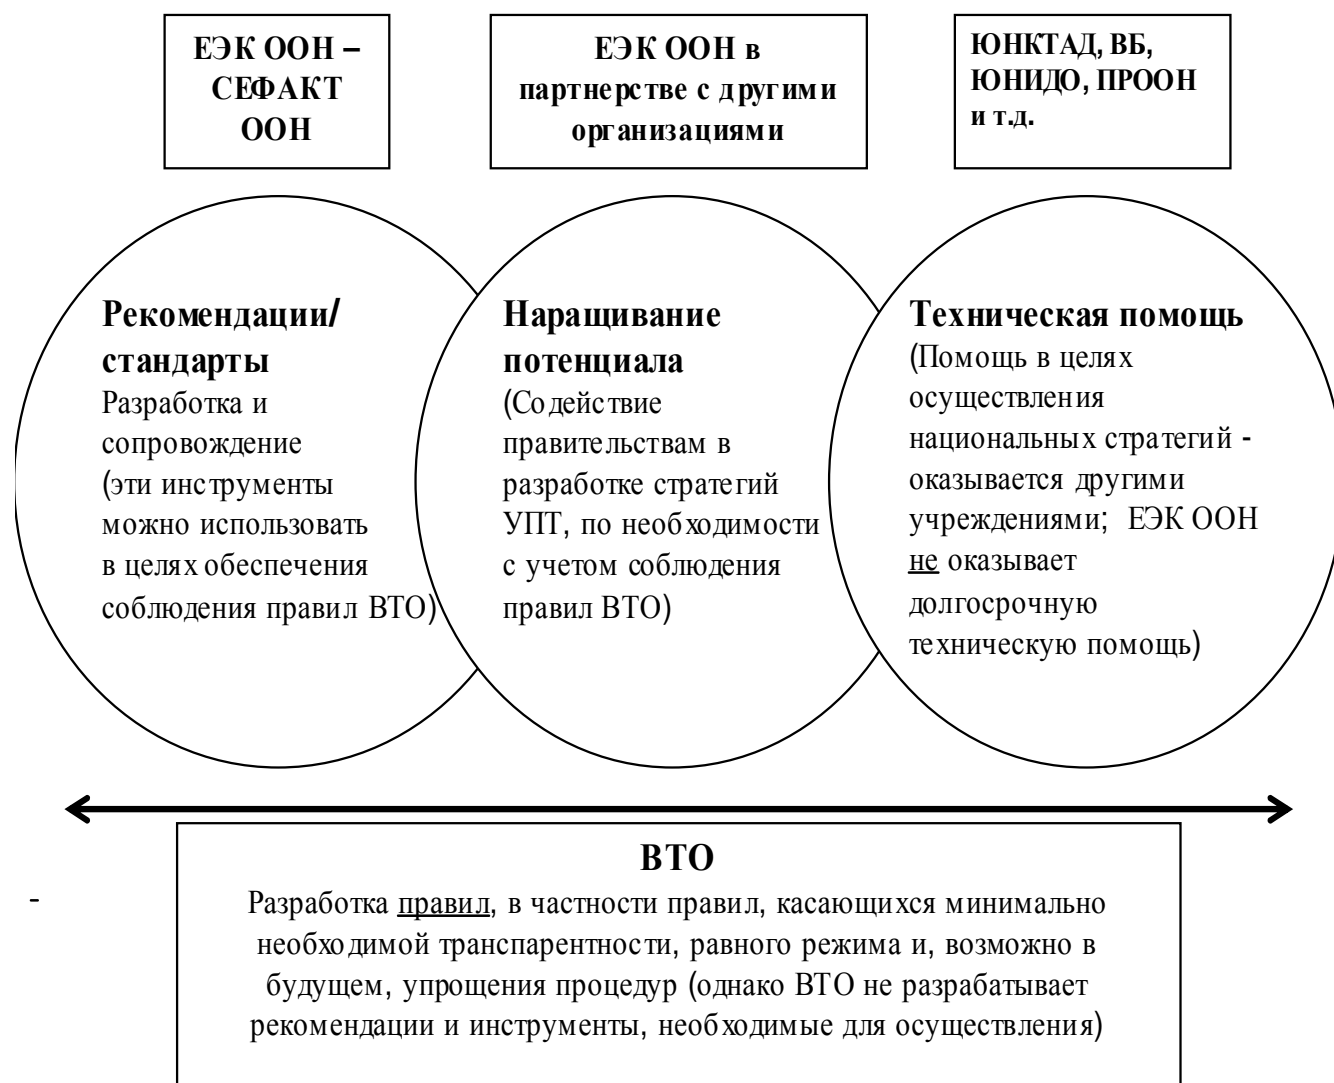 ЕЭК ООН –
СЕФАКТ
ООН
ЕЭК ООН в
партнерстве с другими
организациями
ЮНКТАД, ВБ,
ЮНИДО, ПРООН
и т.д.
Рекомендации/
стандарты
Разработка и
сопровождение
(эти инструменты
можно использовать
в целях обеспечения
соблюдения правил ВТО)
Наращивание
потенциала
(Содействие
правительствам в
разработке стратегий
УПТ, по необходимости
с учетом соблюдения
правил ВТО)
Техническая помощь
(Помощь в целях
осуществления
национальных стратегий -
оказывается другими
учреждениями; ЕЭК ООН
не оказывает
долгосрочную
техническую помощь)
ВТО
-
Разработка правил, в частности правил, касающихся минимально
необходимой транспарентности, равного режима и, возможно в
будущем, упрощения процедур (однако ВТО не разрабатывает
рекомендации и инструменты, необходимые для осуществления)